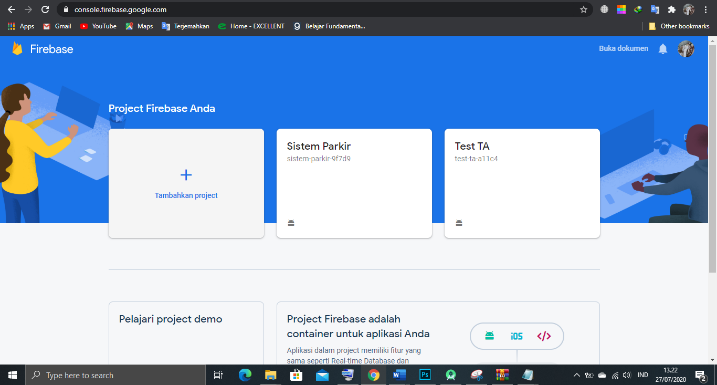 console.firebase.google.com
Apps
Gmail
YouTube
Maps
Terjemahkan
Home - EXCELLENT
Belajar Fundamenta...
Other bookmarks
Firebase
Buka dokumen
Project Firebase Anda
Tambahkan project
Sistem Parkir
sistem-parkir-9f7d9
Test TA
test-ta-a11c4
Pelajari project demo
Project Firebase adalah
container untuk aplikasi Anda
Aplikasi dalam project memiliki fitur yang
sama seperti Real-time Database dan
iOS
Type here to search
IND
13.22
27/07/2020